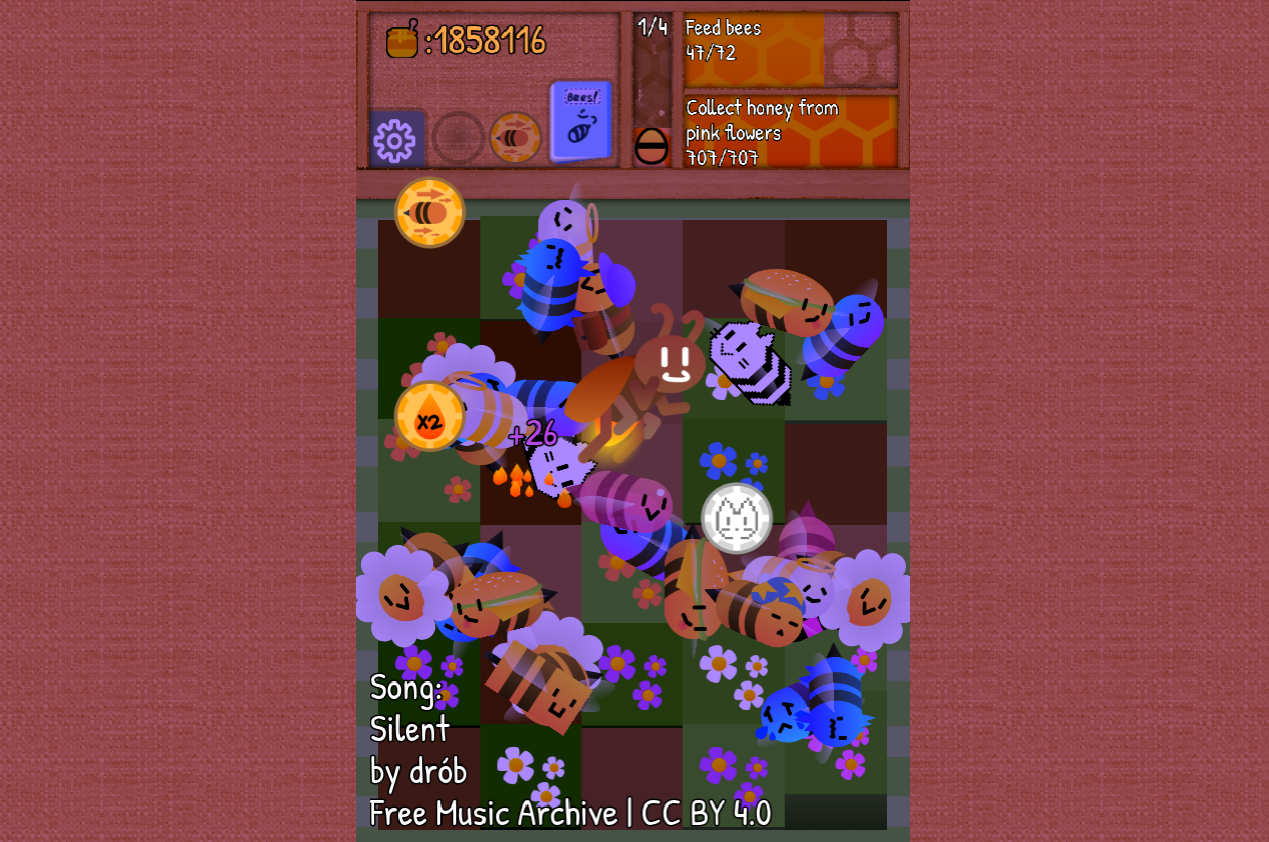 :1858116
Bees!
1/4
Feed bees
47/72
Collect honey from
pink flowers
707/707
X2
+26
Song:
Silent
by drób
Free Music Archive | CC BY 4.0